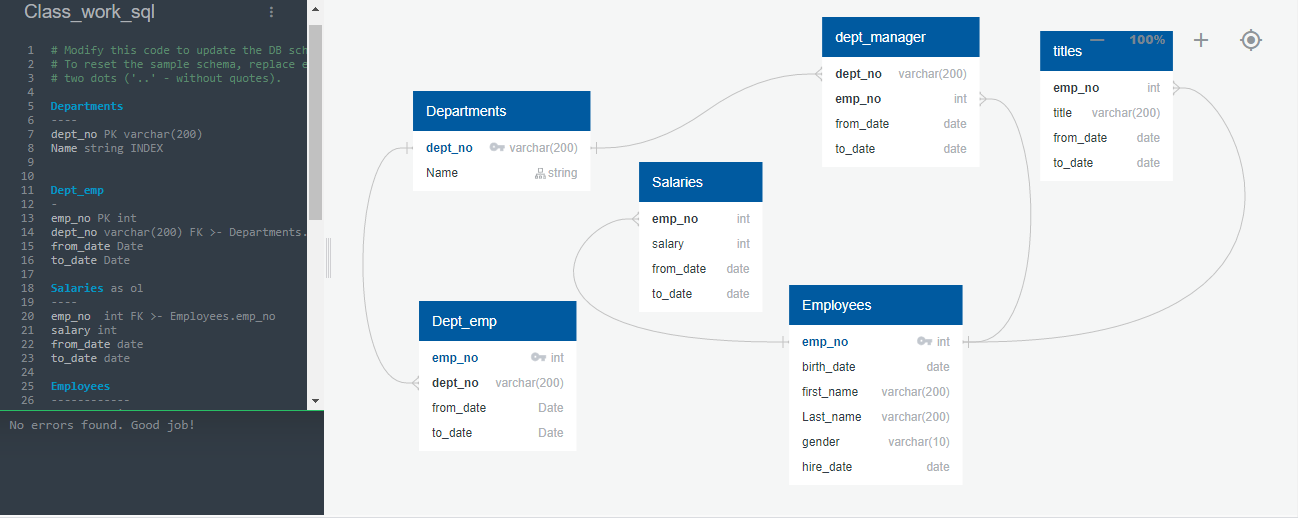 Class_work_sql
1 # Modify this code to update the DB sch
2 # To reset the sample schema, replace e
3 # two dots ('..' - without quotes).
4
5 Departments
6 ----
7 dept_no PK varchar(200)
8 Name string INDEX
9
10
11 Dept_emp
12 -
13 emp_no PK int
14 dept_no varchar(200) FK >- Departments.
15 from_date Date
16 to_date Date
17
18 Salaries as ol
19 ----
20 emp_no  int FK >- Employees.emp_no
21 salary int
22 from_date date
23 to_date date
24
25 Employees
26 ------------
No errors found. Good job!
Departments
dept_no varchar(200)
Name string
Dept_emp
emp_no int
dept_no varchar(200)
from_date Date
to_date Date
Salaries
emp_no int
salary int
from_date date
to_date date
dept_manager
dept_no varchar(200)
emp_no int
from_date date
to_date date
Employees
emp_no int
birth_date date
first_name varchar(200)
Last_name varchar(200)
gender varchar(10)
hire_date date
100%
titles
emp_no int
title varchar(200)
from_date date
to_date date